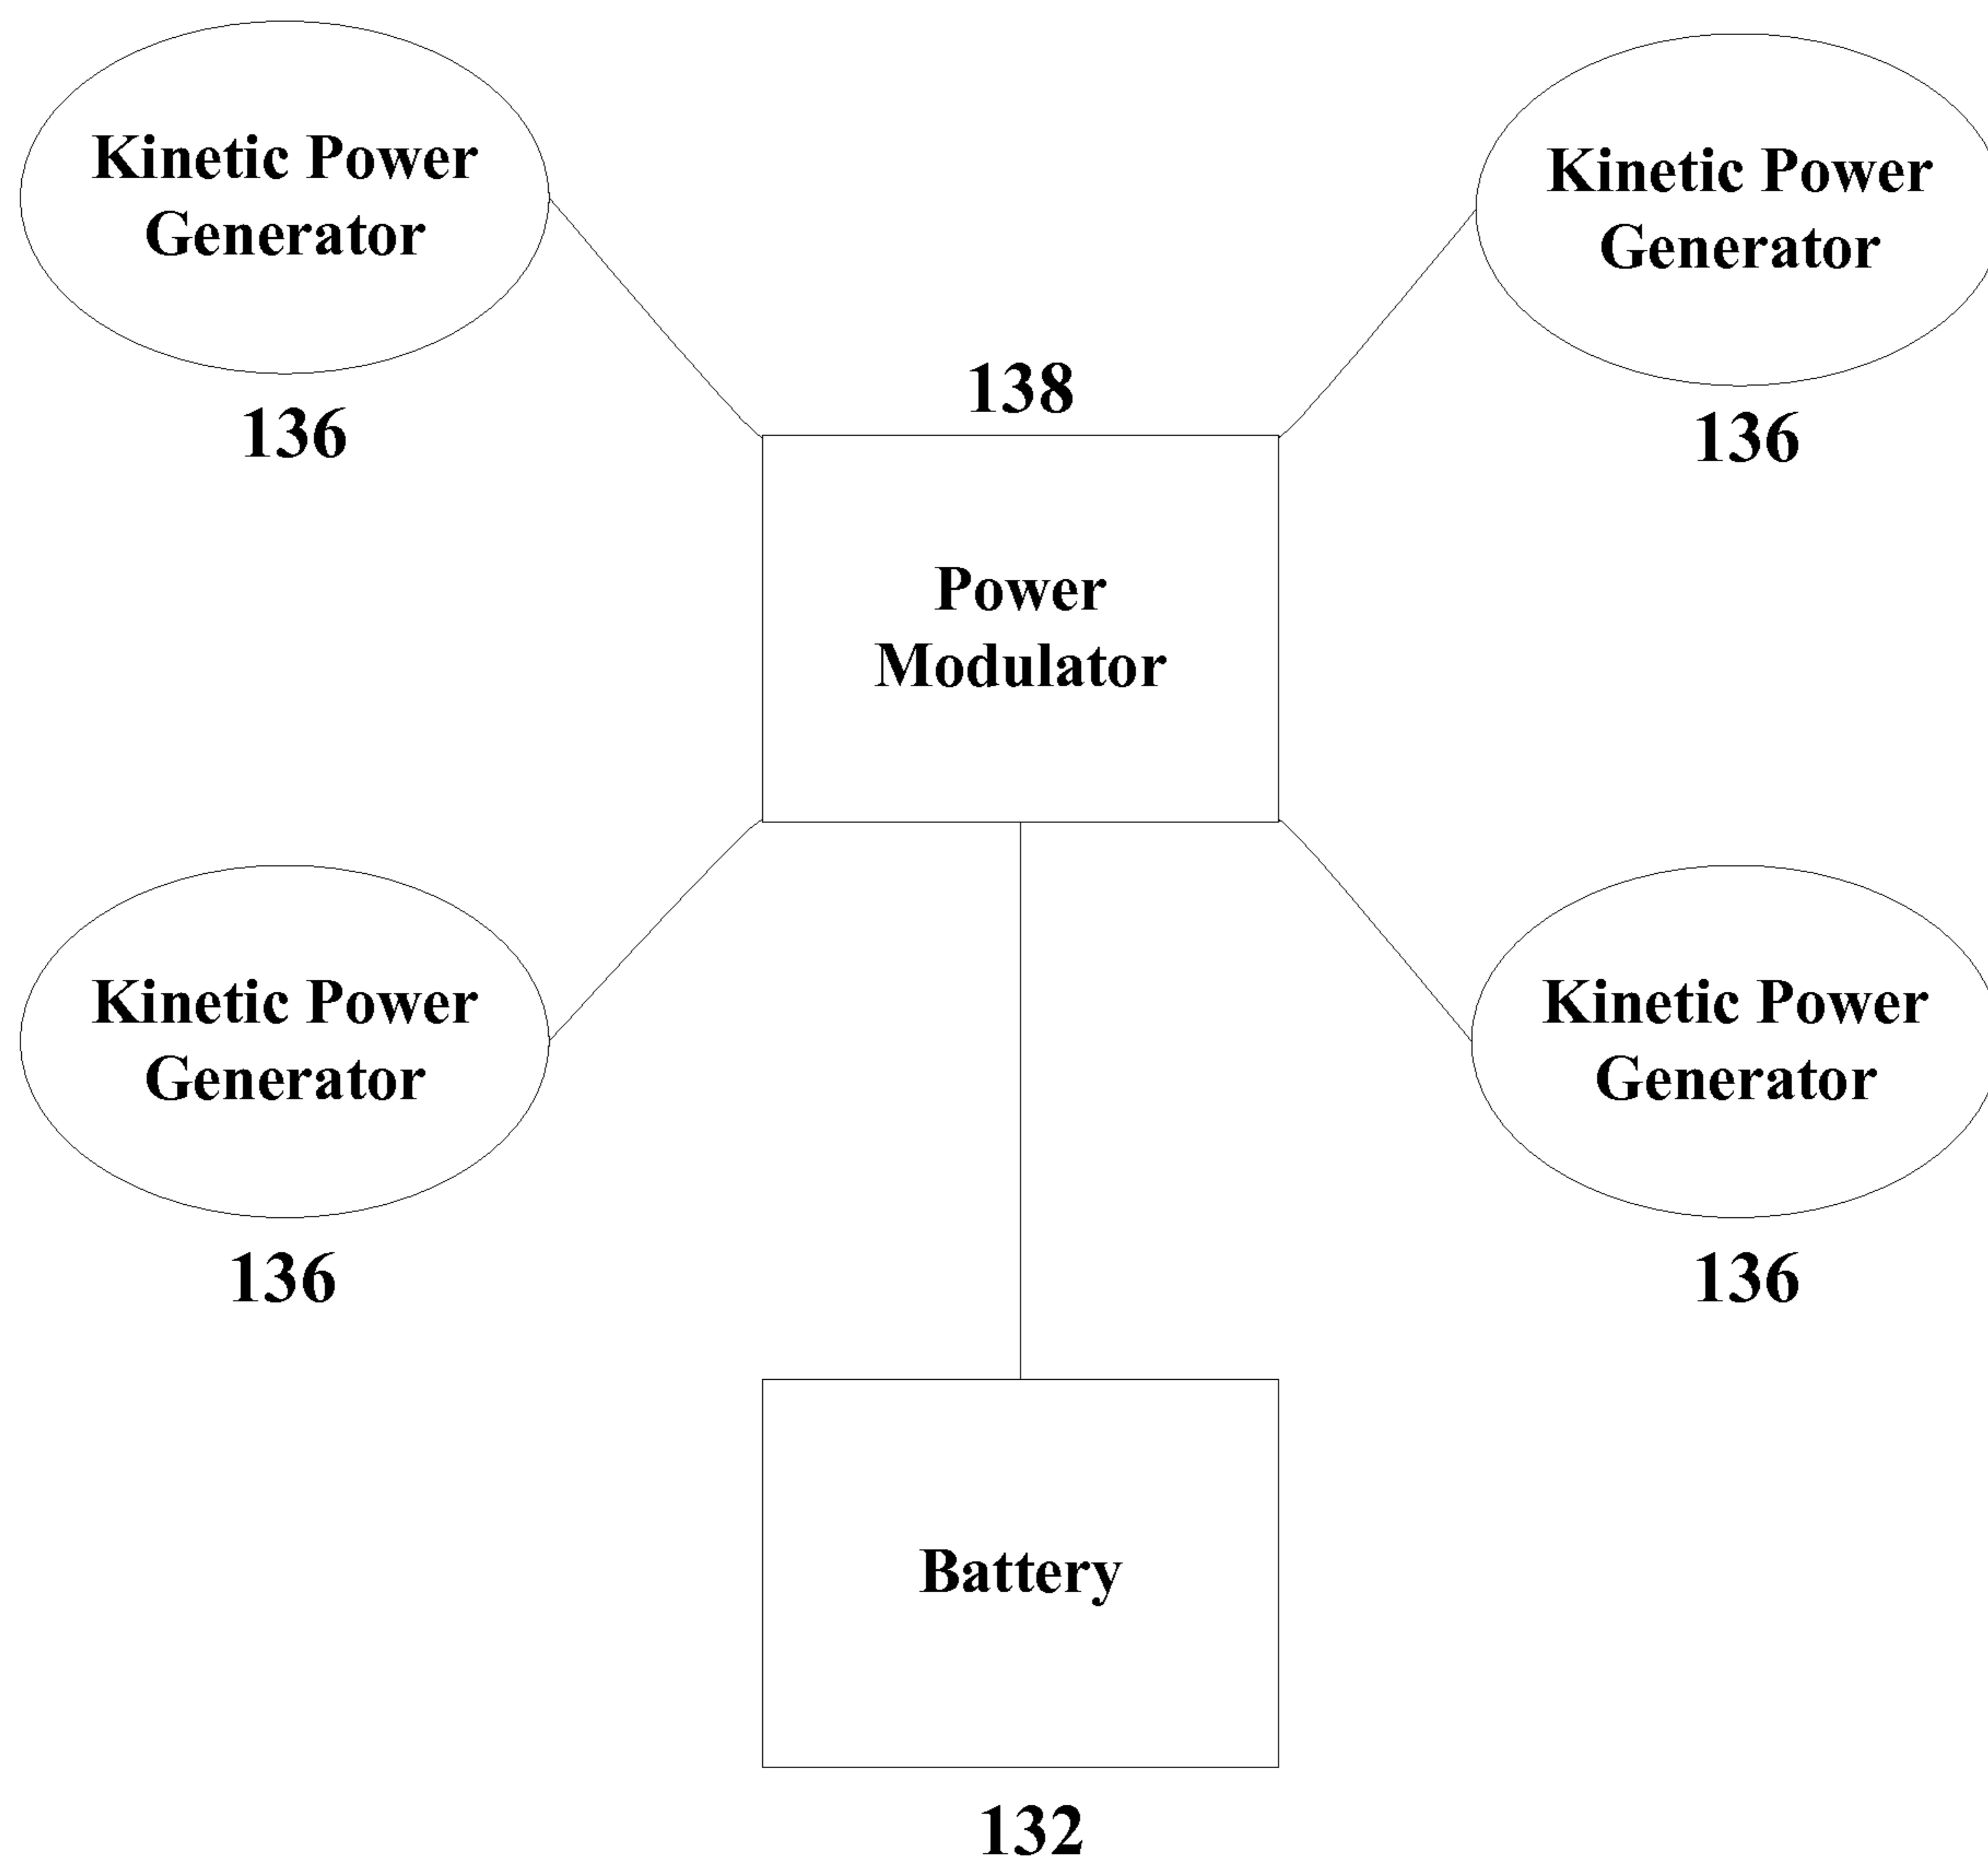 Kinetic Power
Generator
136
Kinetic Power
Generator
136
138
Power
Modulator
Kinetic Power
Generator
136
Kinetic Power
Generator
136
Battery
132